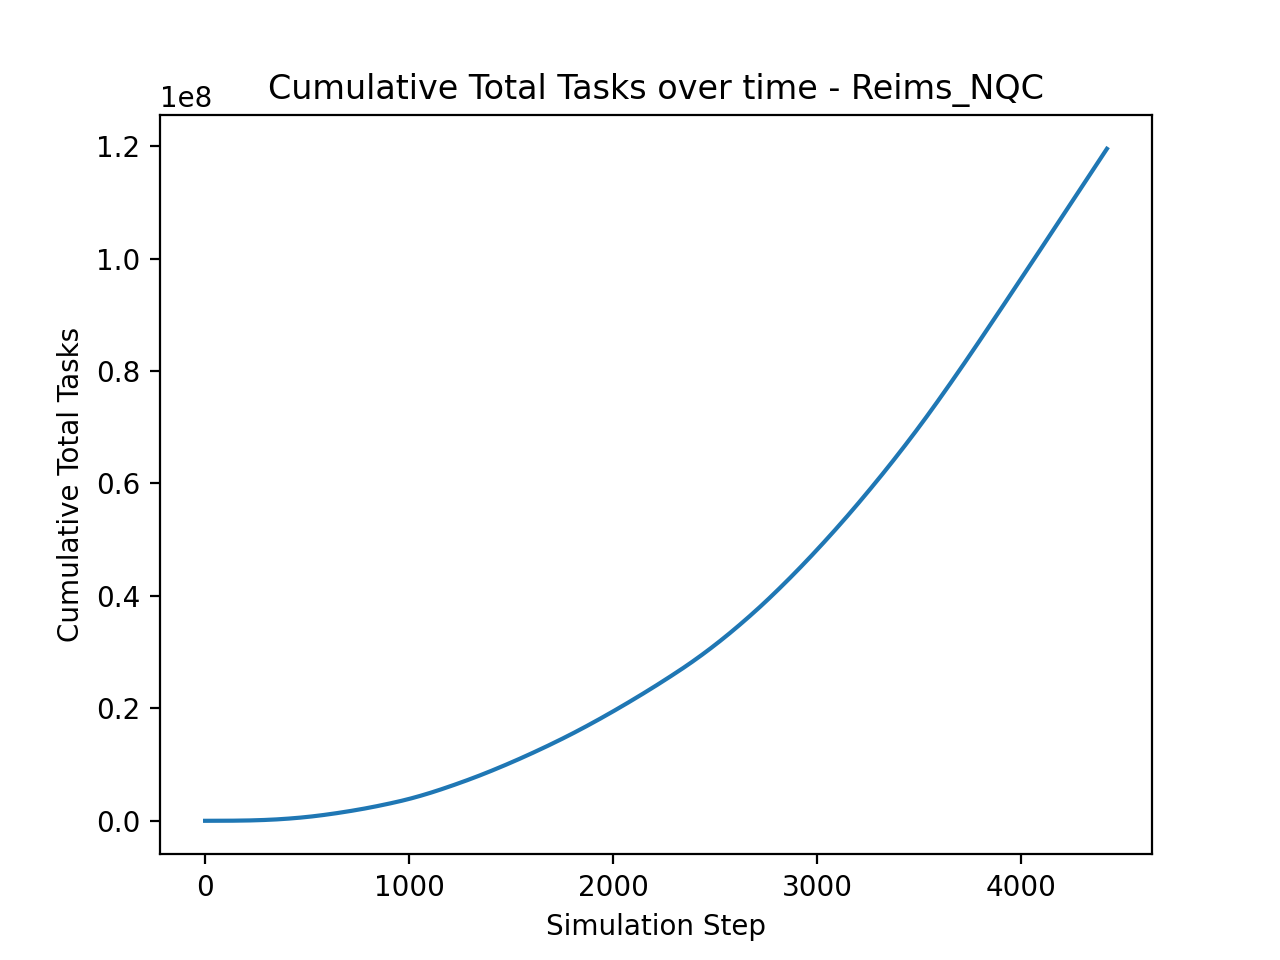 Cumulative Total Tasks over time - Reims_NQC
1e8
1.2
1.0
0.8
0.6
0.4
0.2
0.0
Cumulative Total Tasks
0 1000 2000 3000 4000
Simulation Step